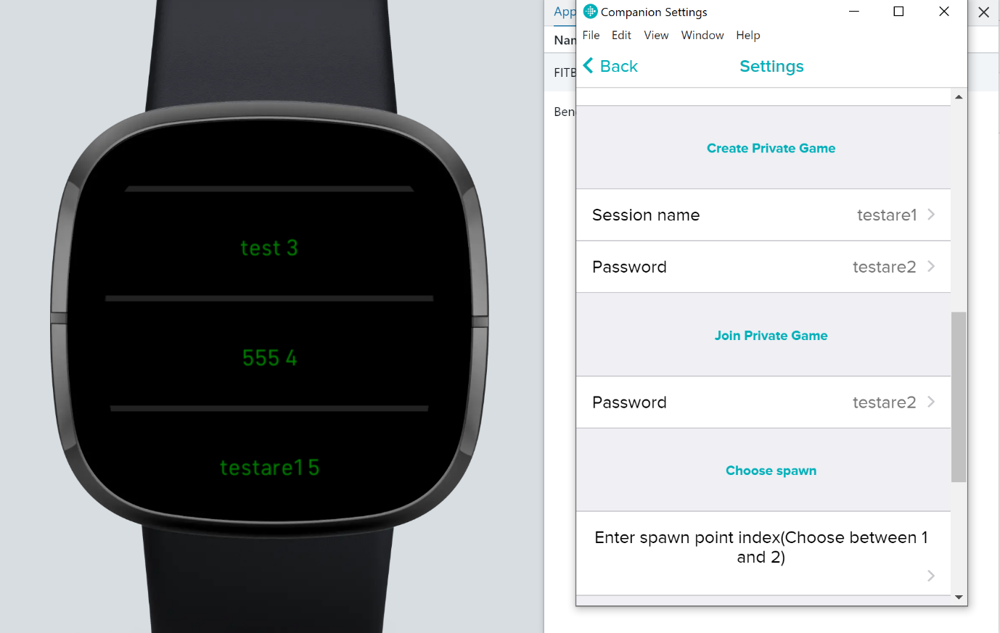 test 3
555 4
testare1 5
App
Nan
FITB
Ben
Companion Settings
File Edit View Window Help
Back
Settings
Create Private Game
Session name testare1
Password testare2
Join Private Game
Password testare2
Choose spawn
Enter spawn point index(Choose between 1
and 2)